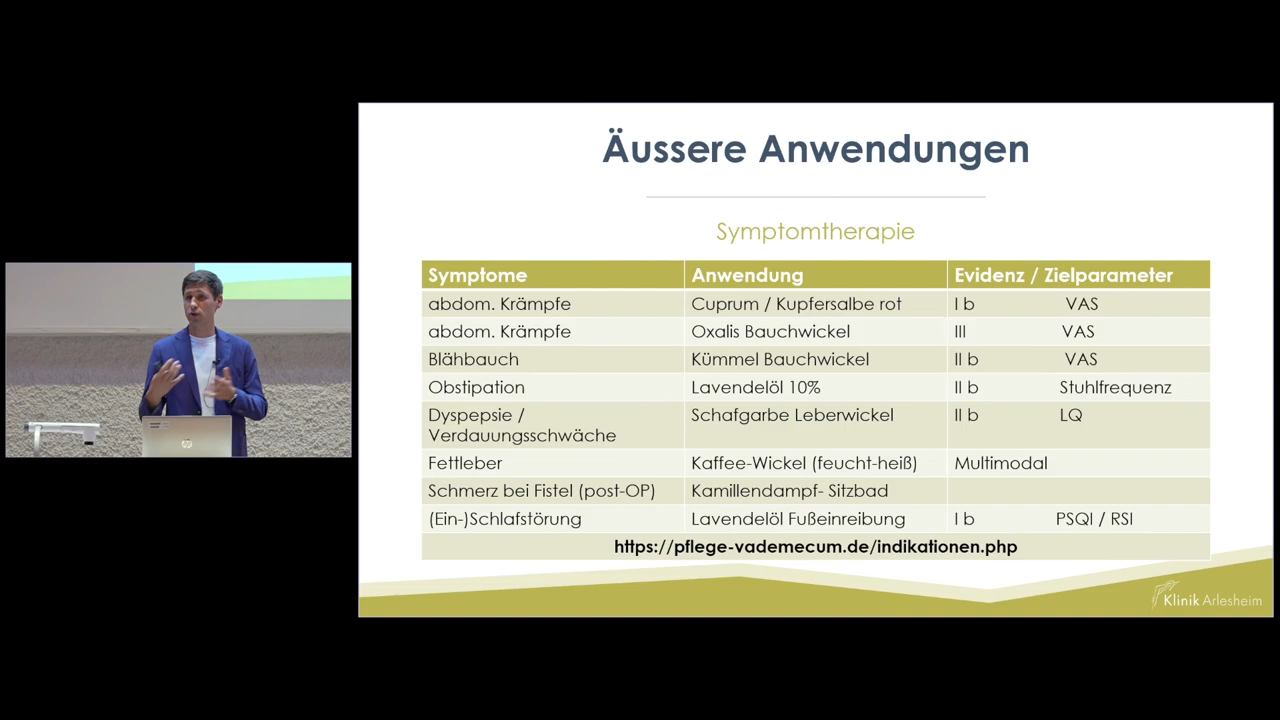 Äussere Anwendungen
Symptomtherapie
Symptome Anwendung Evidenz / Zielparameter
abdom. Krämpfe Cuprum / Kupfersalbe rot I b VAS
abdom. Krämpfe Oxalis Bauchwickel III VAS
Blähbauch Kümmel Bauchwickel II b VAS
Obstipation Lavendelöl 10% II b Stuhlfrequenz
Dyspepsie / Schafgarbe Leberwickel II b LQ
Verdauungsschwäche
Fettleber Kaffee-Wickel (feucht-heiß) Multimodal
Schmerz bei Fistel (post-OP) Kamillendampf- Sitzbad
(Ein-)Schlafstörung Lavendelöl Fußeinreibung I b PSQI / RSI
https://pflege-vademecum.de/indikationen.php
Klinik Arlesheim
hp